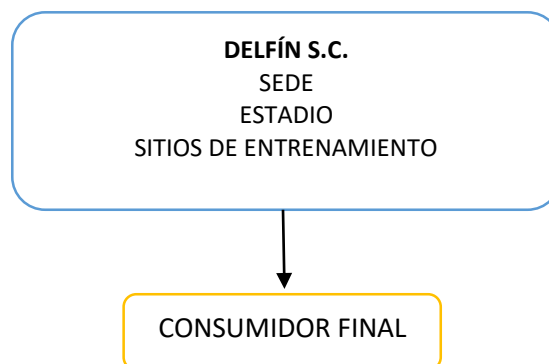 DELFÍN S.C.
SEDE
ESTADIO
SITIOS DE ENTRENAMIENTO
CONSUMIDOR FINAL